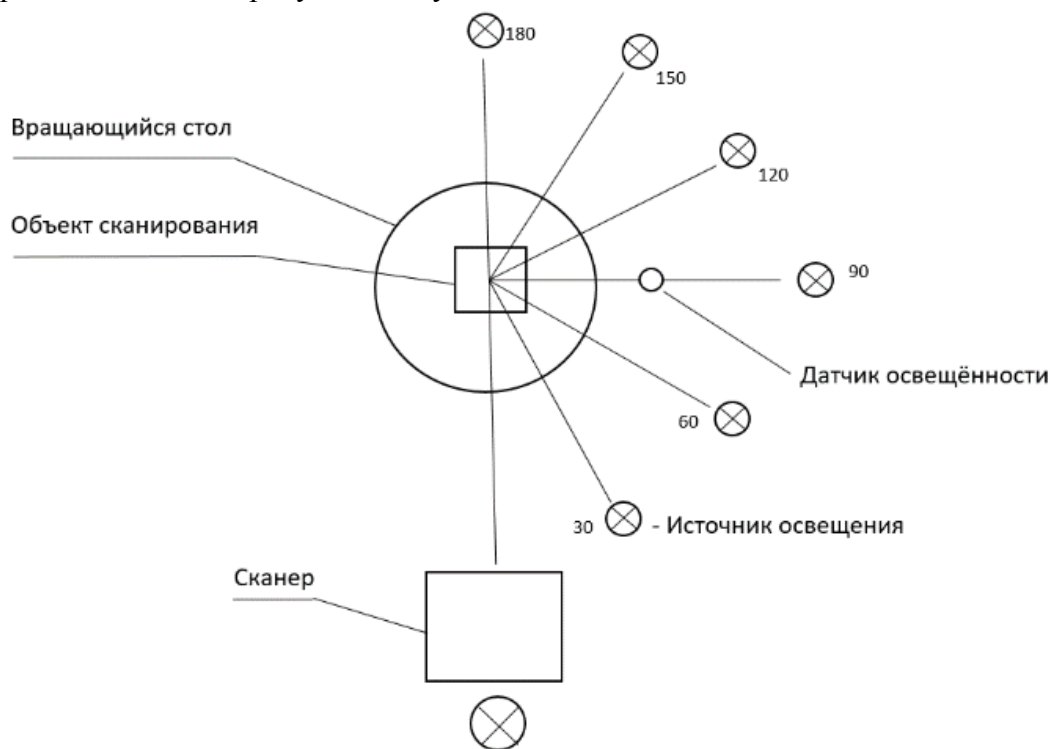 180
150
Вращающийся стол
120
Объект сканирования
90
Датчик освещённости
60
30 - Источник освещения
Сканер